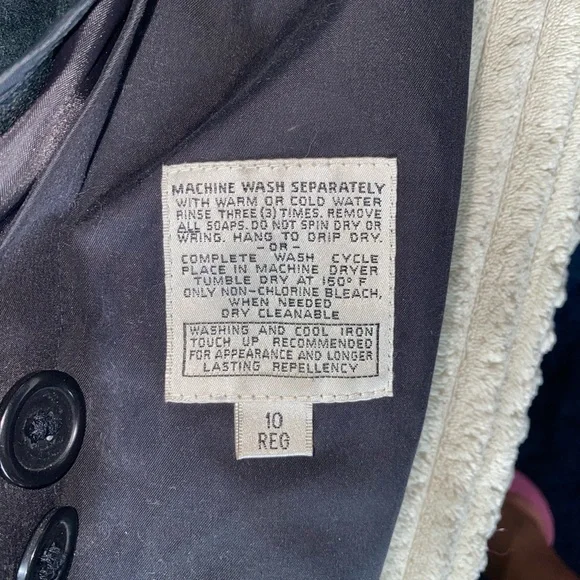 MACHINE WASH SEPARATELY
WITH WARM OR COLD WATER
RINSE THREE (3) TIMES. REMOVE
ALL SOAPS. DO NOT SPIN DRY OR
WRING. HANG TO DRIP DRY.
-OR-
COMPLETE WASH CYCLE
PLACE IN MACHINE DRYER
TUMBLE DRY AT 150° F
ONLY NON-CHLORINE BLEACH,
WHEN NEEDED
DRY CLEANABLE
WASHING AND COOL IRON
TOUCH UP RECOMMENDED
FOR APPEARANCE AND LONGER
LASTING REPELLENCY
10
REG